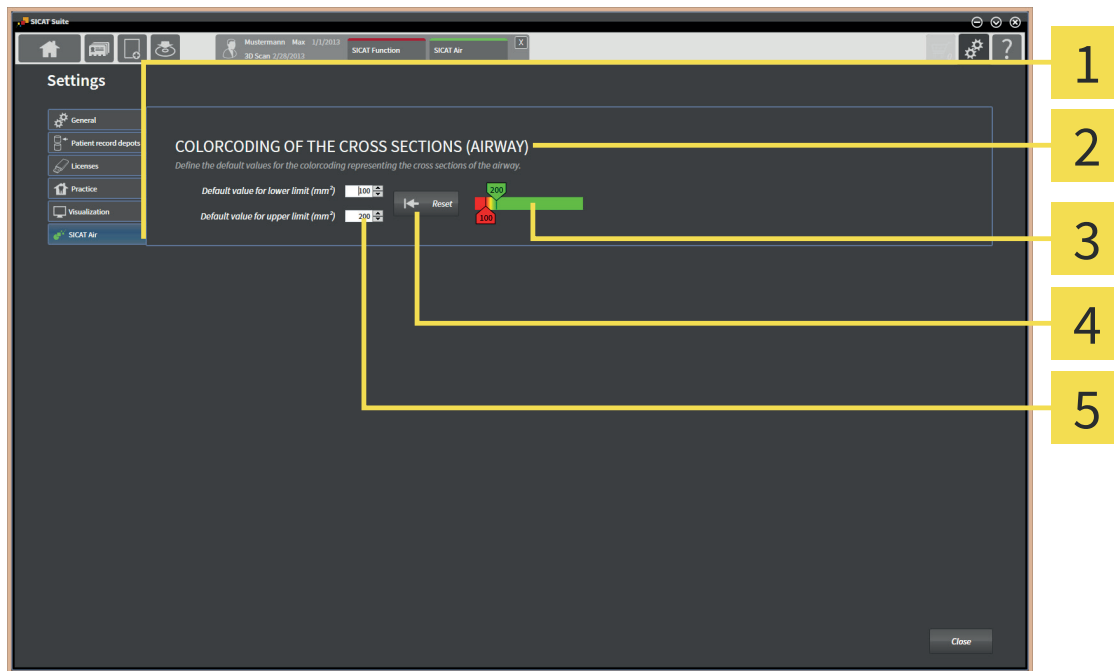 SICAT Suite
Mustermann Max 1/1/2013
3D Scan 2/28/2013
SICAT Function
SICAT Air
X
?
Settings
General
Patient record depots
Licenses
Practice
Visualization
SICAT Air
COLORCODING OF THE CROSS SECTIONS (AIRWAY)
Define the default values for the colorcoding representing the cross sections of the airway.
Default value for lower limit (mm²) 100
Default value for upper limit (mm²) 200
Reset
200
100
Close
1
2
3
4
5